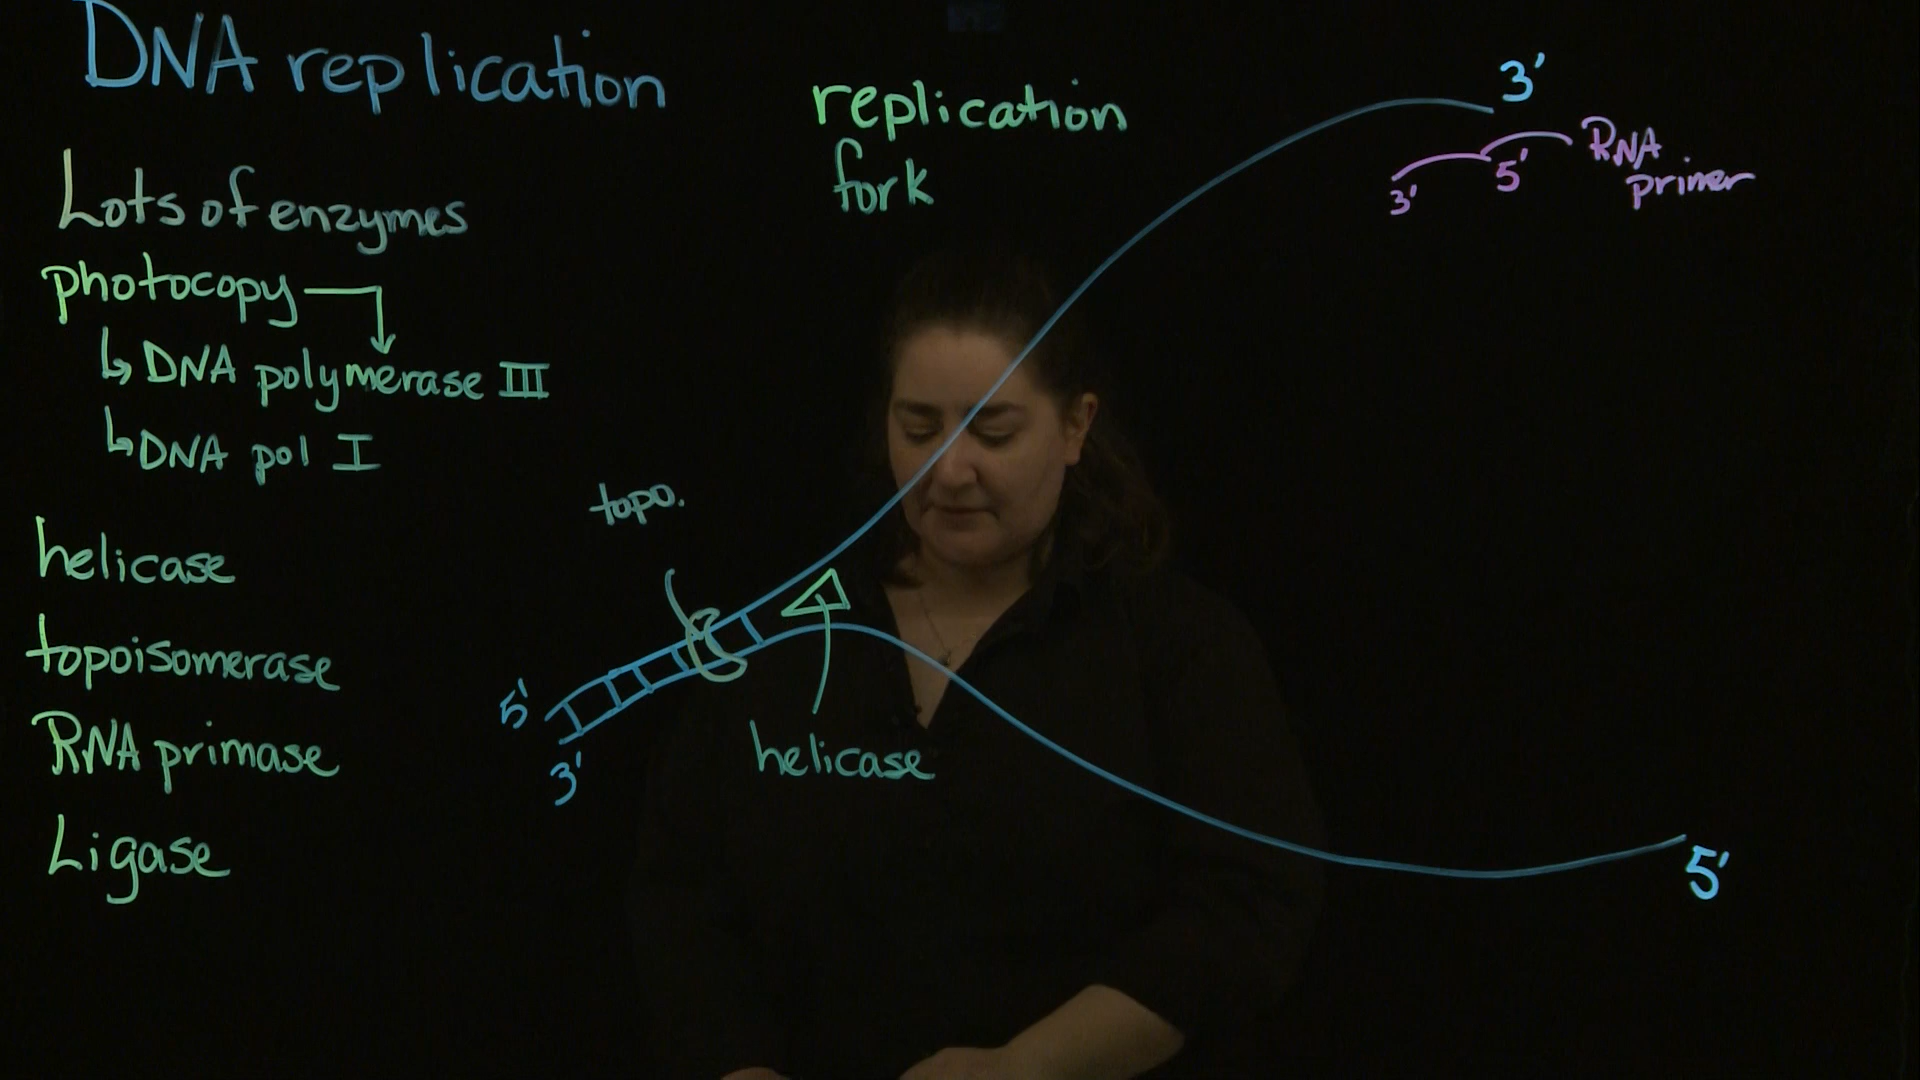 DNA replication
Lots of enzymes
photocopy
↳ DNA polymerase III
↳ DNA pol I
helicase
topoisomerase
RNA primase
Ligase
replication
fork
topo.
helicase
5'
3'
3'
RNA
primer
3'
5'
5'